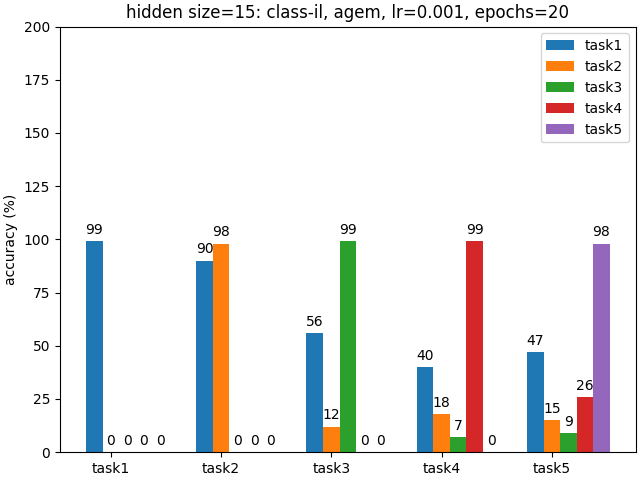 hidden size=15: class-il, agem, lr=0.001, epochs=20
200
175
150
125
100
75
50
25
0
accuracy (%)
task1
task2
task3
task4
task5
99 0 0 0 0
90 98 0 0 0
56 12 99 0 0
40 18 7 99 0
47 15 9 26 98
task1 task2 task3 task4 task5